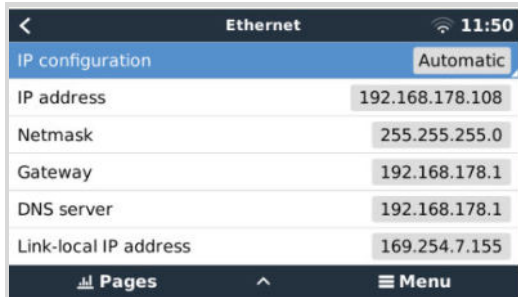 Ethernet 11:50
IP configuration Automatic
IP address 192.168.178.108
Netmask 255.255.255.0
Gateway 192.168.178.1
DNS server 192.168.178.1
Link-local IP address 169.254.7.155
Pages Menu